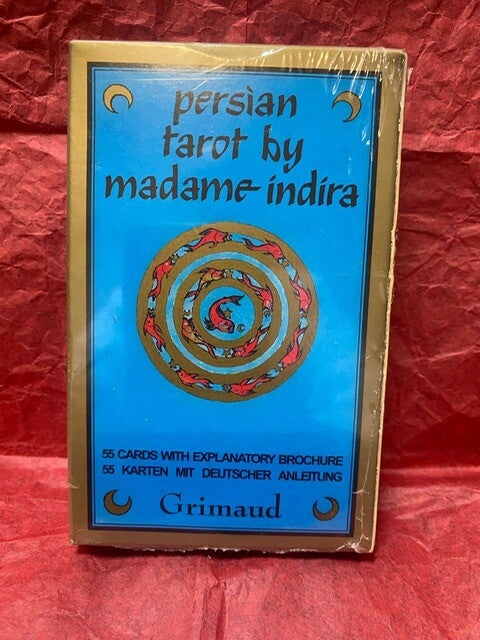 persian
tarot by
madame-indira
55 CARDS WITH EXPLANATORY BROCHURE
55 KARTEN MIT DEUTSCHER ANLEITUNG
Grimaud